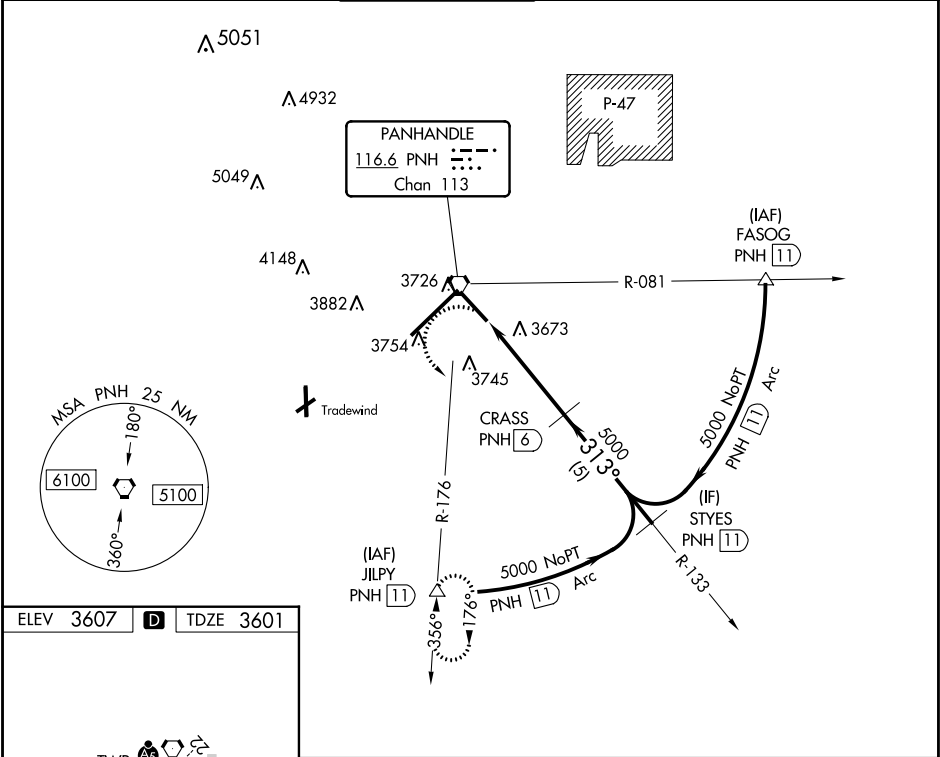 5051
4932
P-47
PANHANDLE
116.6 PNH
Chan 113
5049
(IAF)
FASOG
PNH 11
4148
3726
R-081
3882
3673
3754
3745
MSA PNH 25 NM
180°
6100
5100
360°
Tradewind
CRASS
PNH 6
5000
313°
(5)
5000 NoPT
PNH 11 Arc
R-176
(IF)
STYES
PNH 11
R-133
(IAF)
JILPY
PNH 11
5000 NoPT
PNH 11 Arc
356°
176°
ELEV 3607 D TDZE 3601
22